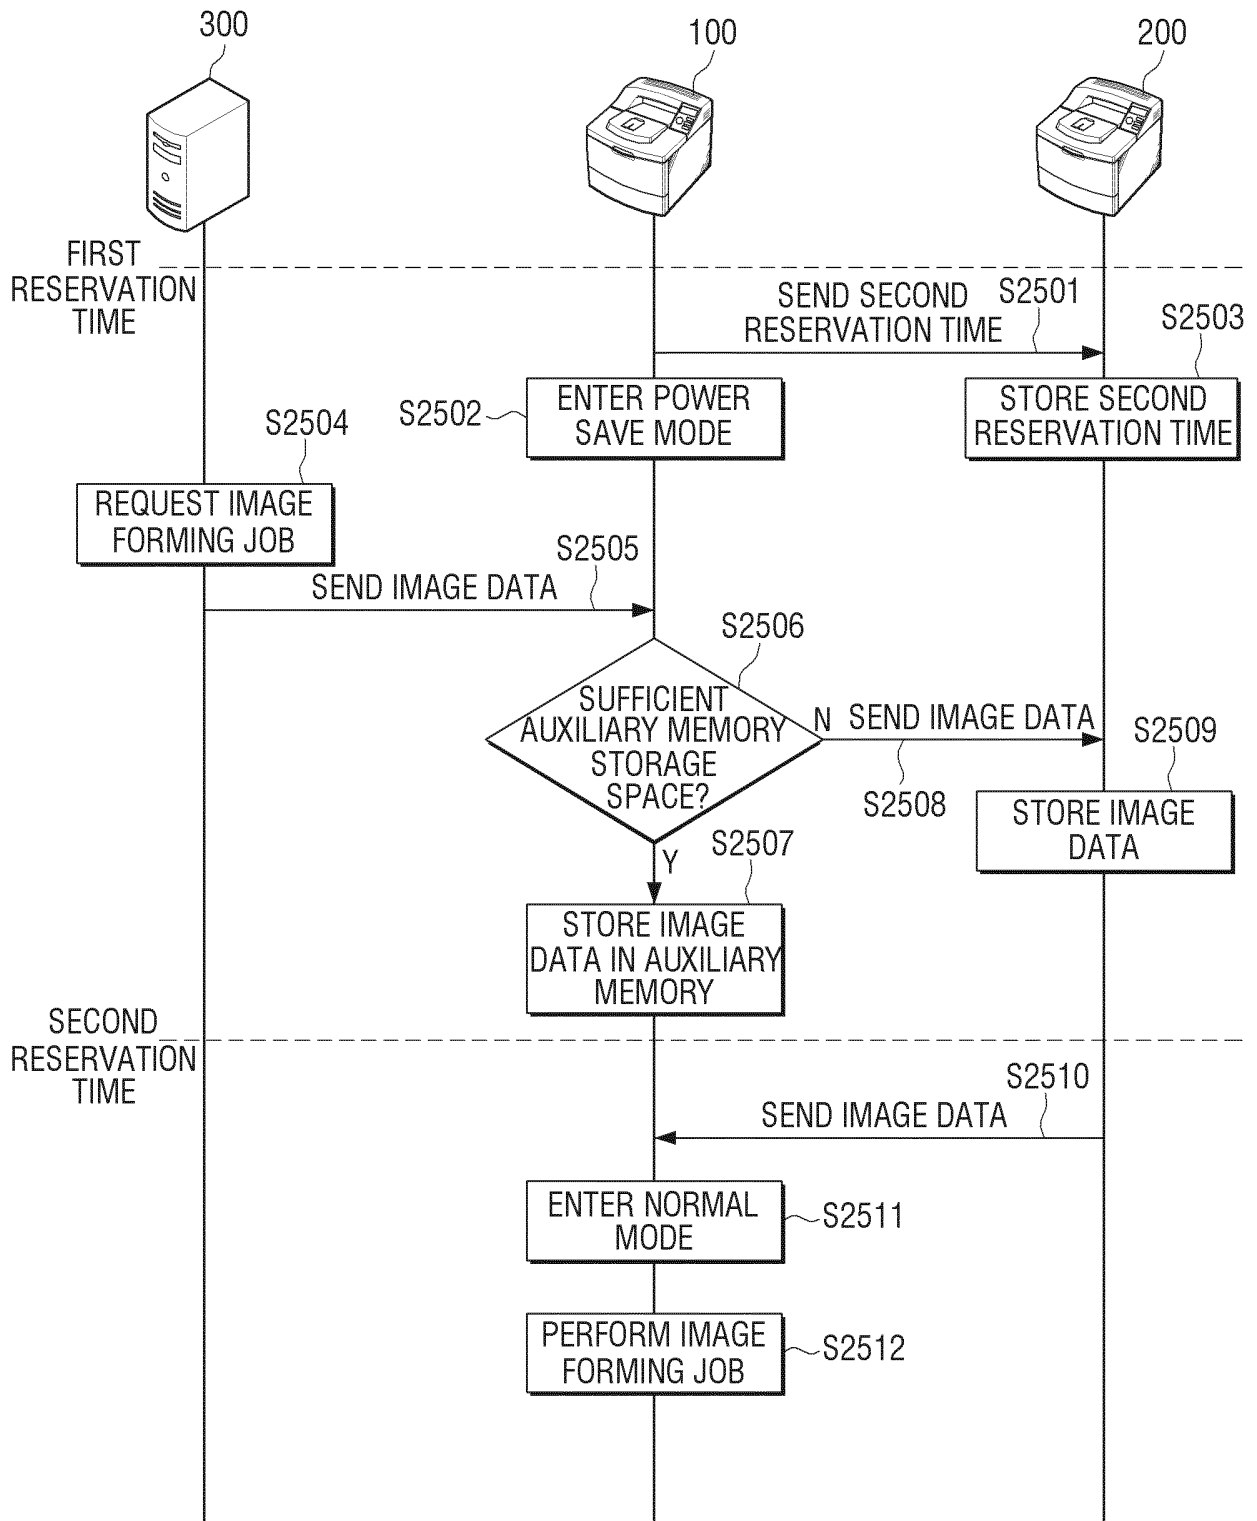 300
100
200
FIRST
RESERVATION
TIME
SEND SECOND
RESERVATION TIME
S2501
S2503
S2502
ENTER POWER
SAVE MODE
STORE SECOND
RESERVATION TIME
S2504
REQUEST IMAGE
FORMING JOB
S2505
SEND IMAGE DATA
S2506
SUFFICIENT
AUXILIARY MEMORY
STORAGE
SPACE?
N
SEND IMAGE DATA
S2508
S2509
STORE IMAGE
DATA
Y
S2507
STORE IMAGE
DATA IN AUXILIARY
MEMORY
SECOND
RESERVATION
TIME
S2510
SEND IMAGE DATA
ENTER NORMAL
MODE
S2511
PERFORM IMAGE
FORMING JOB
S2512